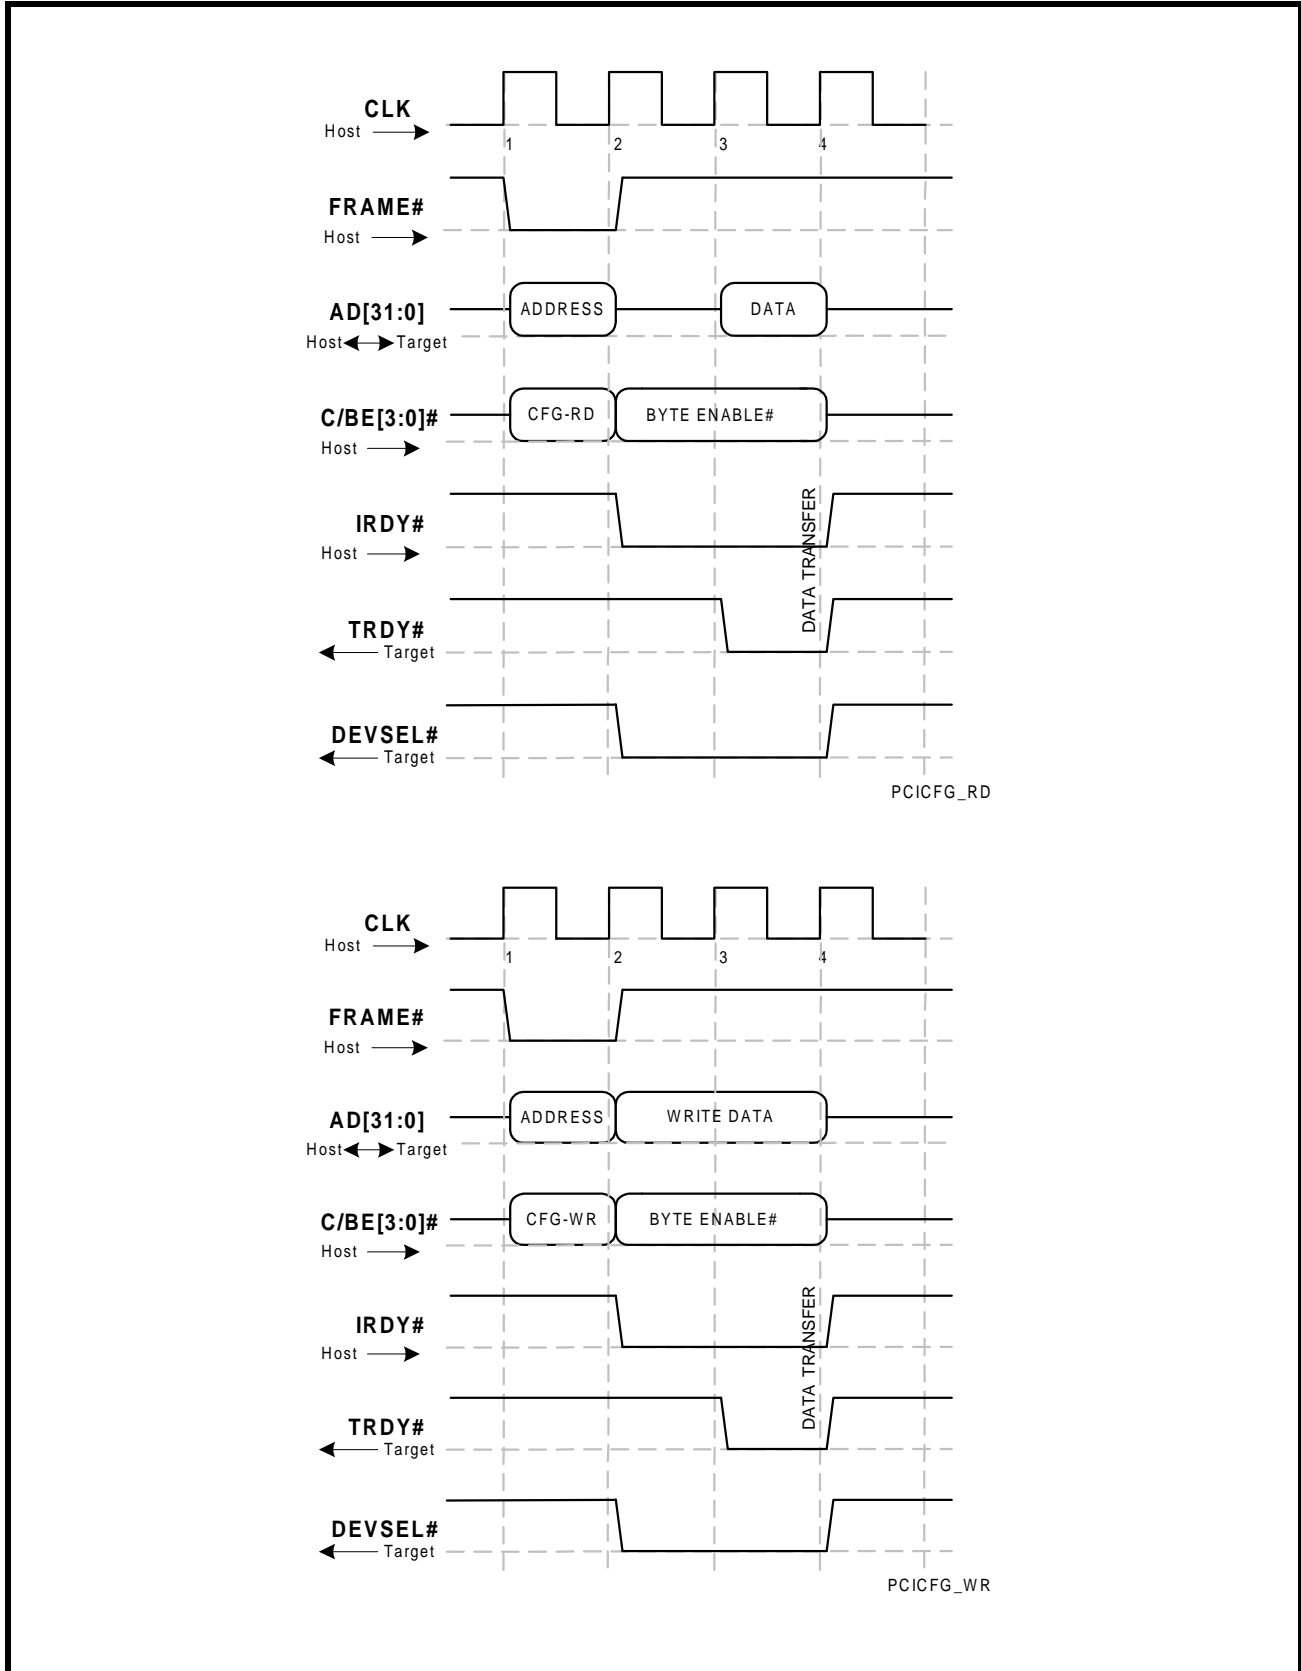 CLK
Host
1 2 3 4
FRAME#
Host
AD[31:0]
ADDRESS DATA
Host Target
C/BE[3:0]#
CFG-RD BYTE ENABLE#
Host
IRDY#
Host
DATA TRANSFER
TRDY#
Target
DEVSEL#
Target
PCICFG_RD
CLK
Host
1 2 3 4
FRAME#
Host
AD[31:0]
ADDRESS WRITE DATA
Host Target
C/BE[3:0]#
CFG-WR BYTE ENABLE#
Host
IRDY#
Host
DATA TRANSFER
TRDY#
Target
DEVSEL#
Target
PCICFG_WR